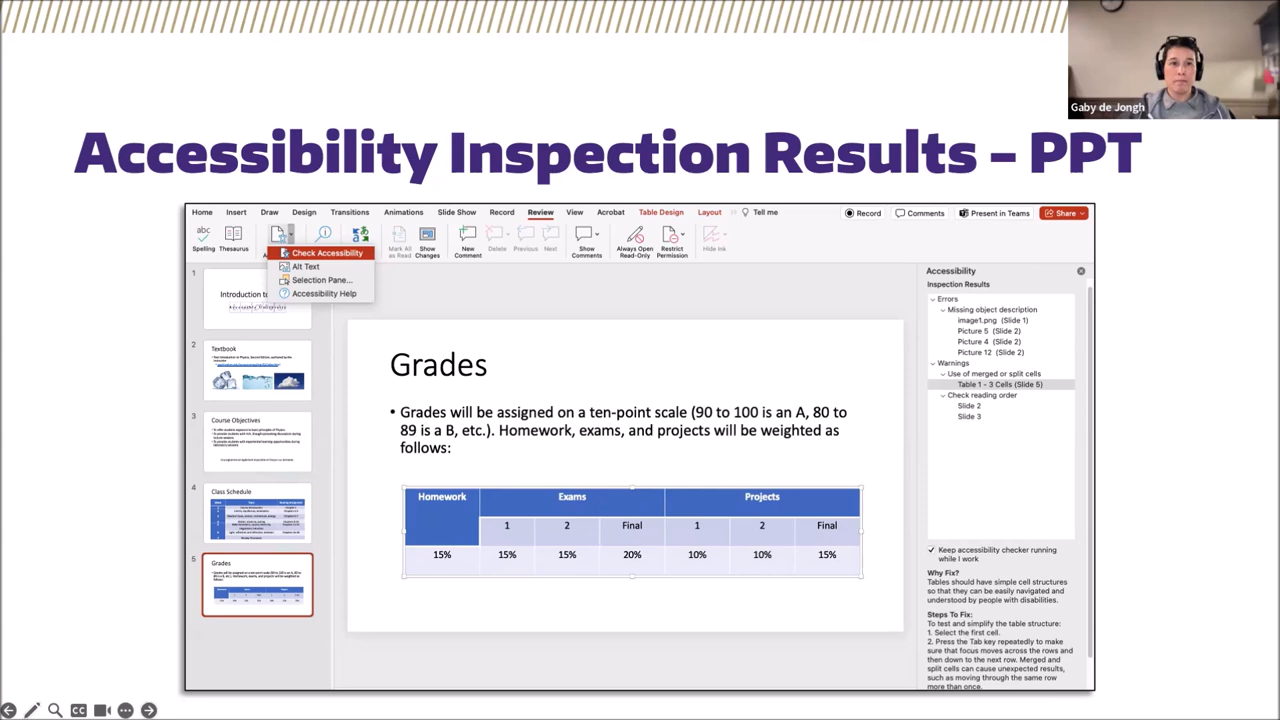 Gaby de Jongh
Accessibility Inspection Results – PPT
Home Insert Draw Design Transitions Animations Slide Show Record Review View Acrobat Table Design Layout Tell me Record Comments Present in Teams Share
abc
Spelling Thesaurus Mark All as Read Show Changes New Comment Delete Previous Next Show Comments Always Open Read-Only Restrict Permission Hide Ink
Check Accessibility
Alt Text
Selection Pane...
Accessibility Help
1
Introduction to
2
Textbook
3
Course Objectives
4
Class Schedule
5
Grades
Grades
• Grades will be assigned on a ten-point scale (90 to 100 is an A, 80 to
89 is a B, etc.). Homework, exams, and projects will be weighted as
follows:
Homework Exams Projects
1 2 Final 1 2 Final
15% 15% 15% 20% 10% 10% 15%
Accessibility
Inspection Results
Errors
Missing object description
image1.png (Slide 1)
Picture 5 (Slide 2)
Picture 4 (Slide 2)
Picture 12 (Slide 2)
Warnings
Use of merged or split cells
Table 1 - 3 Cells (Slide 5)
Check reading order
Slide 2
Slide 3
Keep accessibility checker running
while I work
Why Fix?
Tables should have simple cell structures
so that they can be easily navigated and
understood by people with disabilities.
Steps To Fix:
To test and simplify the table structure:
1. Select the first cell.
2. Press the Tab key repeatedly to make
sure that focus moves across the rows and
then down to the next row. Merged and
split cells can cause unexpected results,
such as moving through the same row
more than once.
CC